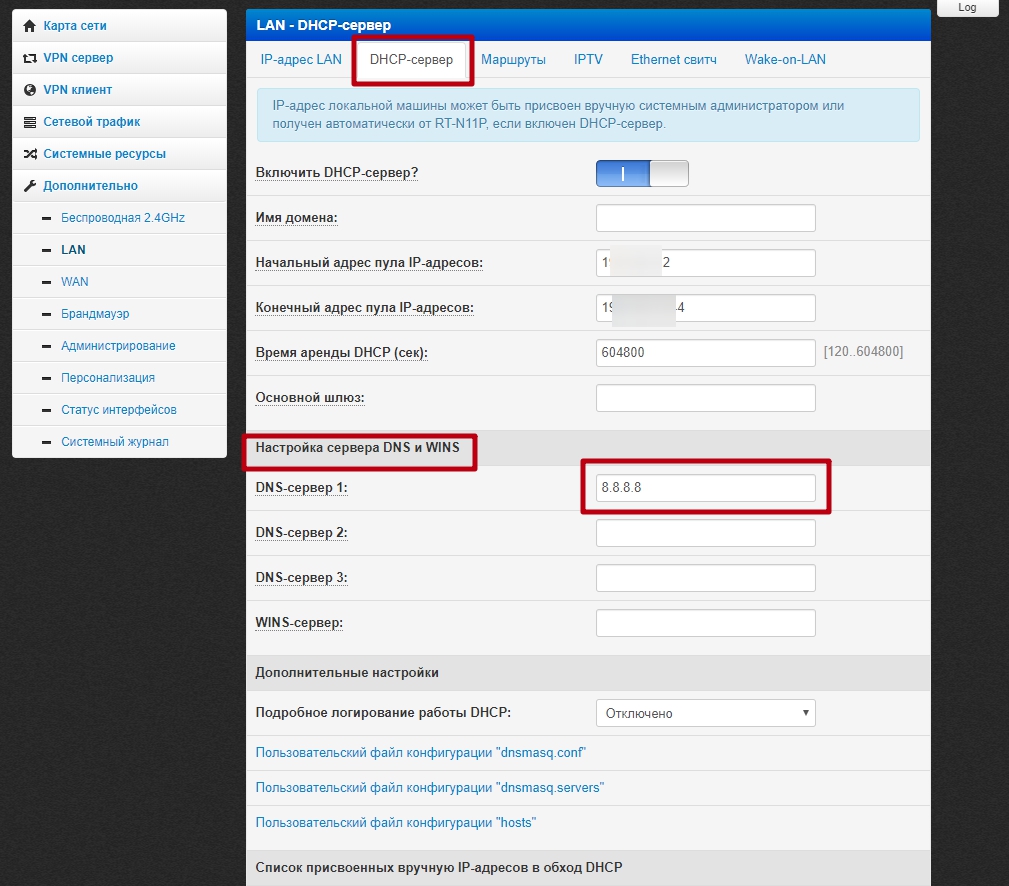 Log
Карта сети
VPN сервер
VPN клиент
Сетевой трафик
Системные ресурсы
Дополнительно
Беспроводная 2.4GHz
LAN
WAN
Брандмауэр
Администрирование
Персонализация
Статус интерфейсов
Системный журнал
LAN - DHCP-сервер
IP-адрес LAN DHCP-сервер Маршруты IPTV Ethernet свитч Wake-on-LAN
IP-адрес локальной машины может быть присвоен вручную системным администратором или
получен автоматически от RT-N11P, если включен DHCP-сервер.
Включить DHCP-сервер?
Имя домена:
Начальный адрес пула IP-адресов:
Конечный адрес пула IP-адресов:
Время аренды DHCP (сек): 604800 [120..604800]
Основной шлюз:
Настройка сервера DNS и WINS
DNS-сервер 1: 8.8.8.8
DNS-сервер 2:
DNS-сервер 3:
WINS-сервер:
Дополнительные настройки
Подробное логирование работы DHCP: Отключено
Пользовательский файл конфигурации "dnsmasq.conf"
Пользовательский файл конфигурации "dnsmasq.servers"
Пользовательский файл конфигурации "hosts"
Список присвоенных вручную IP-адресов в обход DHCP